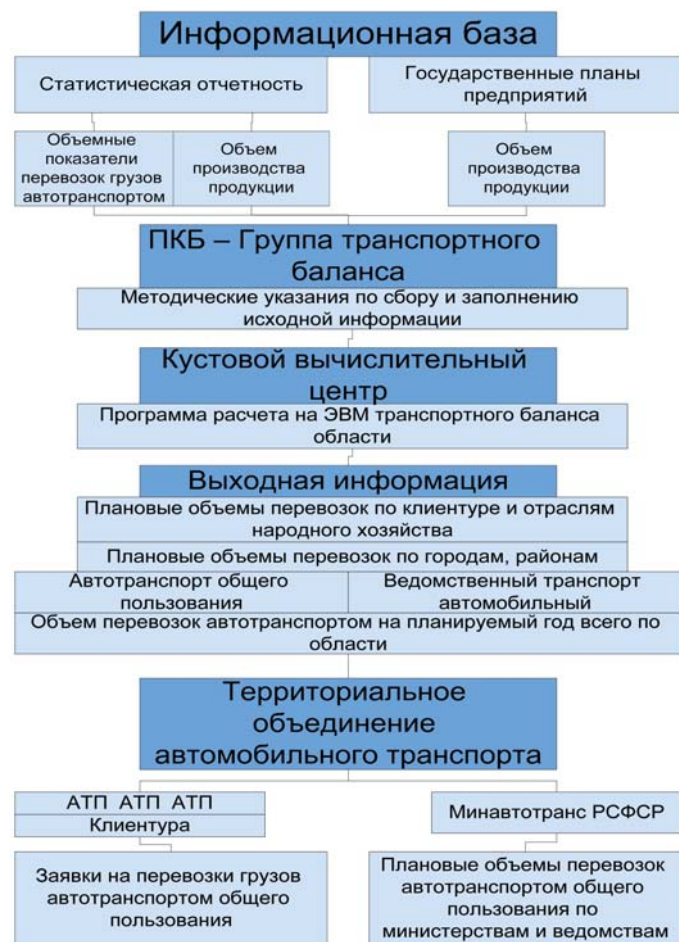 Информационная база
Статистическая отчетность
Государственные планы
предприятий
Объемные
показатели
перевозок грузов
автотранспортом
Объем
производства
продукции
Объем
производства
продукции
ПКБ – Группа транспортного
баланса
Методические указания по сбору и заполнению
исходной информации
Кустовой вычислительный
центр
Программа расчета на ЭВМ транспортного баланса
области
Выходная информация
Плановые объемы перевозок по клиентуре и отраслям
народного хозяйства
Плановые объемы перевозок по городам, районам
Автотранспорт общего
пользования
Ведомственный транспорт
автомобильный
Объем перевозок автотранспортом на планируемый год всего по
области
Территориальное
объединение
автомобильного транспорта
АТП АТП АТП
Клиентура
Минавтотранс РСФСР
Заявки на перевозки грузов
автотранспортом общего
пользования
Плановые объемы перевозок
автотранспортом общего
пользования по
министерствам и ведомствам